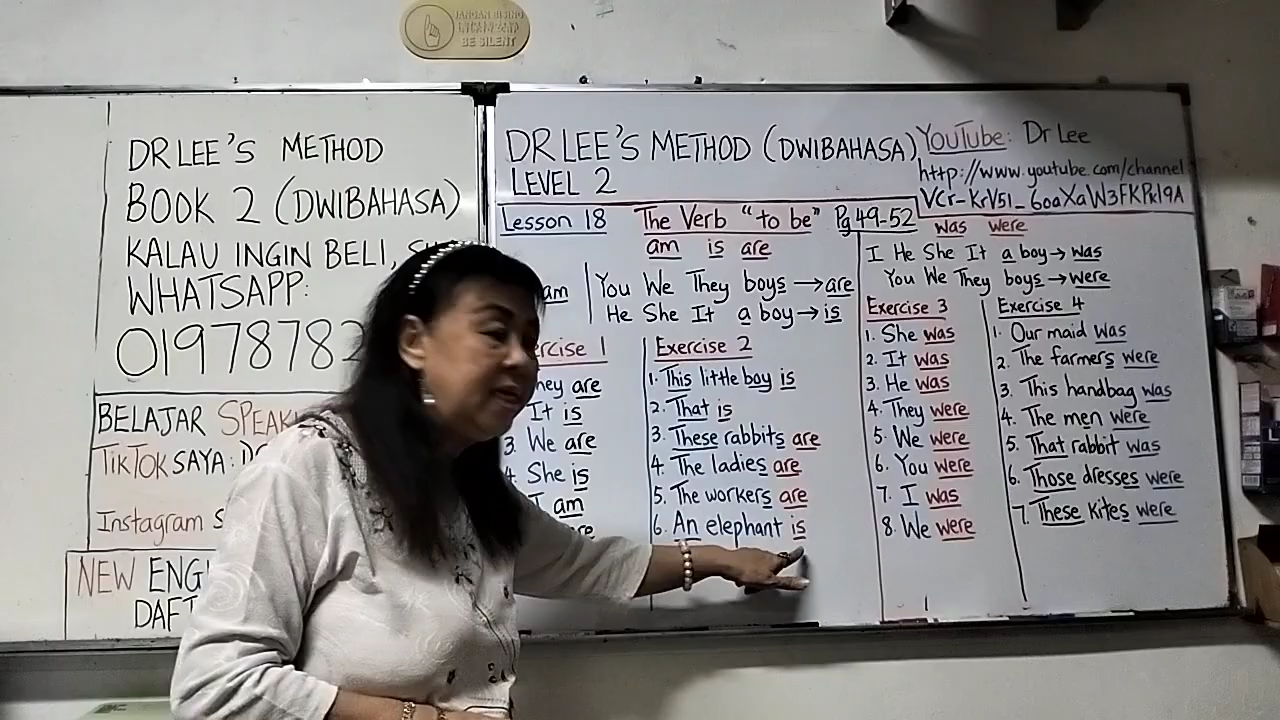 JANGAN BISING
BE SILENT
DR LEE'S METHOD
BOOK 2 (DWIBAHASA)
KALAU INGIN BELI,
WHATSAPP:
01978782
BELAJAR
TIKTOK SAYA:
Instagram
NEW
DR LEE'S METHOD (DWIBAHASA)
LEVEL 2
YouTube: Dr Lee
http://www.youtube.com/channel
VCr-KrV51_6oaXaW3FKPkl9A
Lesson 18 The Verb "to be" Pg 49-52
am is are
am
You We They boys → are
He She It a boy → is
was were
I He She It a boy → was
You We They boys → were
are
It is
3. We are
She is
I am
Exercise 2
1. This little boy is
2. That is
3. These rabbits are
4. The ladies are
5. The workers are
6. An elephant is
Exercise 3
1. She was
2. It was
3. He was
4. They were
5. We were
6. You were
7. I was
8. We were
Exercise 4
1. Our maid was
2. The farmers were
3. This handbag was
4. The men were
5. That rabbit was
6. Those dresses were
7. These kites were